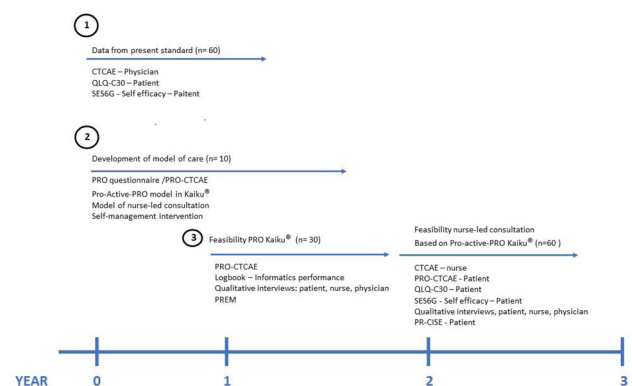 1
Data from present standard (n= 60)
CTCAE – Physician
QLQ-C30 – Patient
SES6G - Self efficacy – Paitent
2
Development of model of care (n= 10)
PRO questionnaire /PRO-CTCAE
Pro-Active-PRO model in Kaiku®
Model of nurse-led consultation
Self-management intervention
3
Feasibility PRO Kaiku® (n= 30)
PRO-CTCAE
Logbook – Informatics performance
Qualitative interviews: patient, nurse, physician
PREM
Feasibility nurse-led consultation
Based on Pro-active-PRO Kaiku® (n=60 )
CTCAE – nurse
PRO-CTCAE - Patient
QLQ-C30 – Patient
SES6G - Self efficacy – Patient
Qualitative interviews, patient, nurse, physician
PR-CISE - Patient
YEAR 0 1 2 3